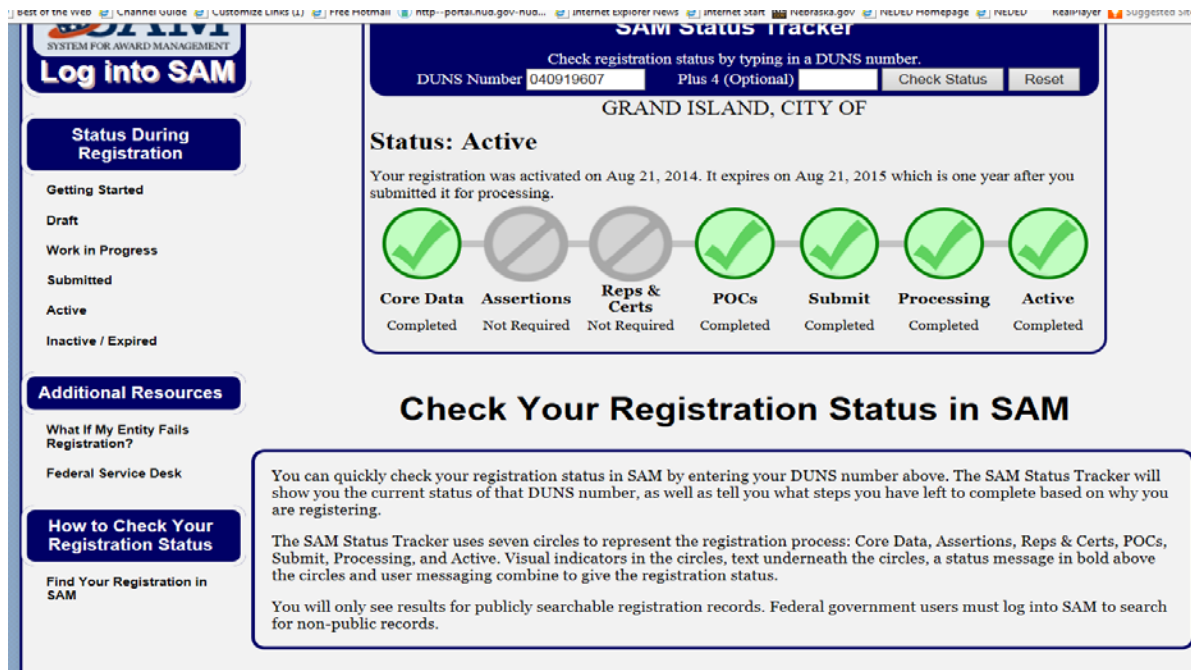 Best of the Web Channel Guide Customize Links (1) Free Hotmail http--portal.hud.gov-hud... Internet Explorer News Internet Start Nebraska.gov NEDED Homepage NEDED RealPlayer Suggested Sit
SAM
SYSTEM FOR AWARD MANAGEMENT
Log into SAM
SAM Status Tracker
Check registration status by typing in a DUNS number.
DUNS Number 040919607 Plus 4 (Optional) Check Status Reset
GRAND ISLAND, CITY OF
Status: Active
Your registration was activated on Aug 21, 2014. It expires on Aug 21, 2015 which is one year after you
submitted it for processing.
Core Data Assertions Reps & Certs POCs Submit Processing Active
Completed Not Required Not Required Completed Completed Completed Completed
Status During
Registration
Getting Started
Draft
Work in Progress
Submitted
Active
Inactive / Expired
Additional Resources
What If My Entity Fails
Registration?
Federal Service Desk
How to Check Your
Registration Status
Find Your Registration in
SAM
Check Your Registration Status in SAM
You can quickly check your registration status in SAM by entering your DUNS number above. The SAM Status Tracker will
show you the current status of that DUNS number, as well as tell you what steps you have left to complete based on why you
are registering.
The SAM Status Tracker uses seven circles to represent the registration process: Core Data, Assertions, Reps & Certs, POCs,
Submit, Processing, and Active. Visual indicators in the circles, text underneath the circles, a status message in bold above
the circles and user messaging combine to give the registration status.
You will only see results for publicly searchable registration records. Federal government users must log into SAM to search
for non-public records.